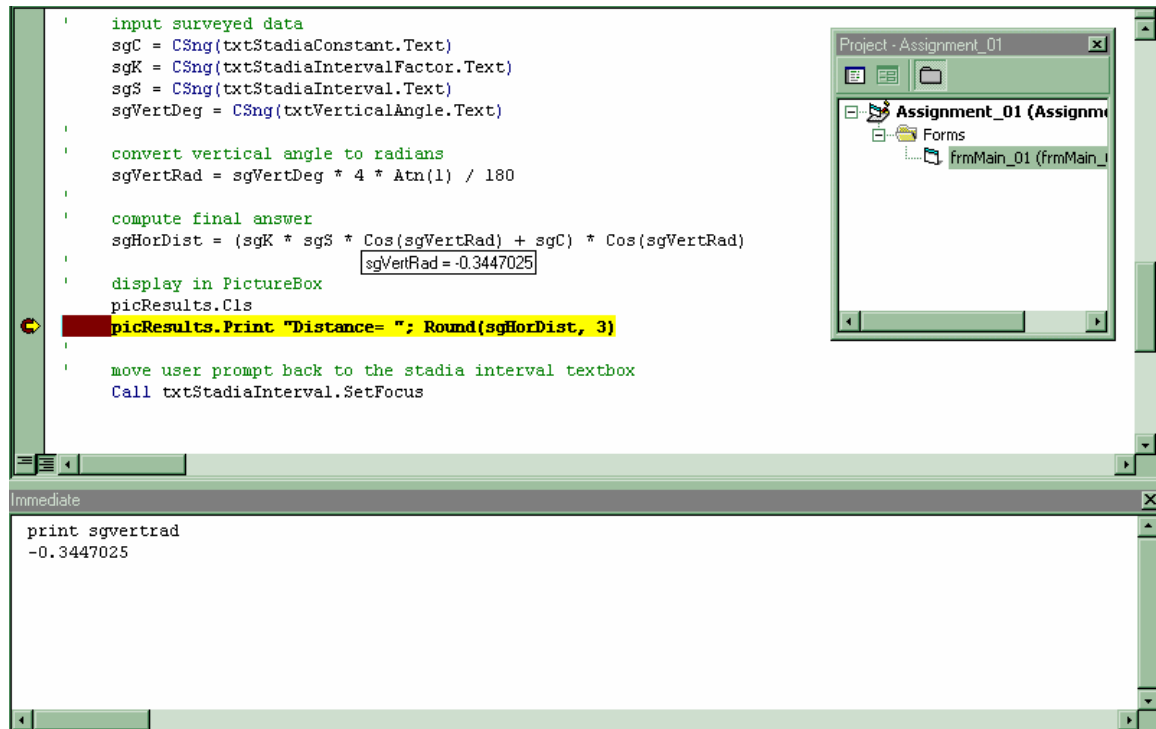 ' input surveyed data
sgC = CSng(txtStadiaConstant.Text)
sgK = CSng(txtStadiaIntervalFactor.Text)
sgS = CSng(txtStadiaInterval.Text)
sgVertDeg = CSng(txtVerticalAngle.Text)
'
' convert vertical angle to radians
sgVertRad = sgVertDeg * 4 * Atn(1) / 180
'
' compute final answer
sgHorDist = (sgK * sgS * Cos(sgVertRad) + sgC) * Cos(sgVertRad)
'
sgVertRad = -0.3447025
' display in PictureBox
picResults.Cls
picResults.Print "Distance= "; Round(sgHorDist, 3)
'
' move user prompt back to the stadia interval textbox
Call txtStadiaInterval.SetFocus
Project - Assignment_01
Assignment_01 (Assignme
Forms
frmMain_01 (frmMain_
Immediate
print sgvertrad
-0.3447025